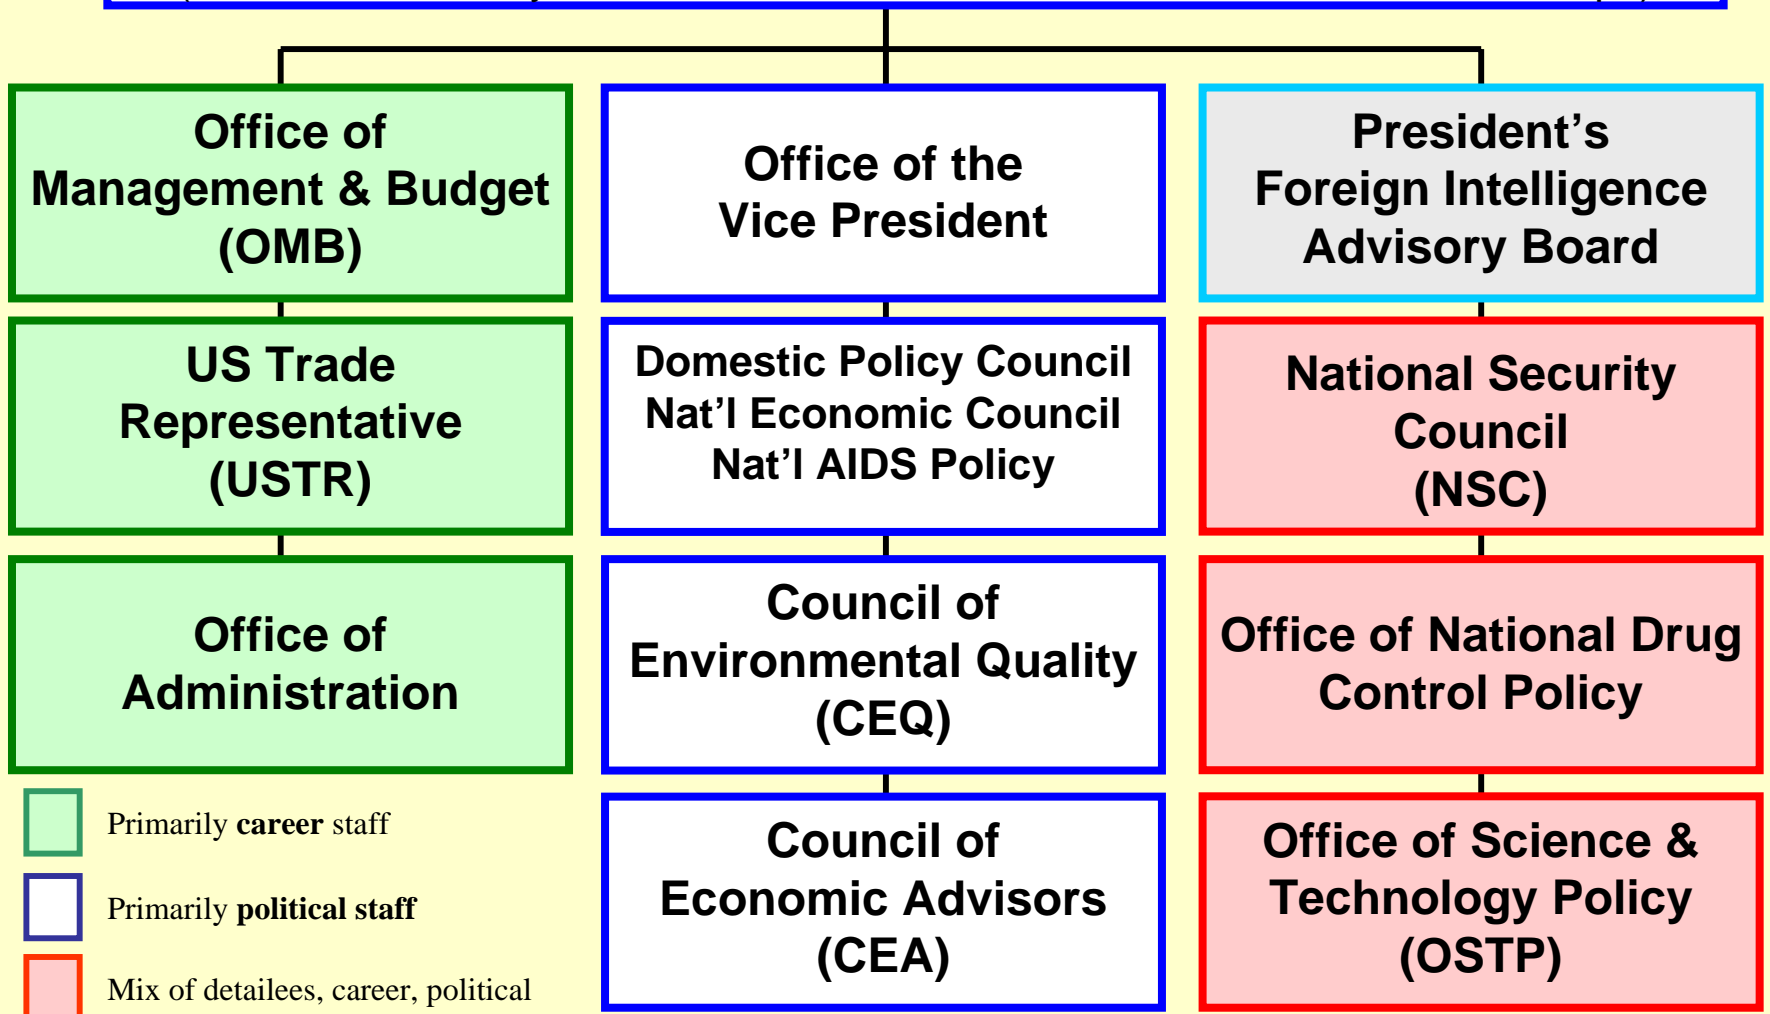 Office of
Management & Budget
(OMB)
Office of the
Vice President
President’s
Foreign Intelligence
Advisory Board
US Trade
Representative
(USTR)
Domestic Policy Council
Nat’l Economic Council
Nat’l AIDS Policy
National Security
Council
(NSC)
Office of
Administration
Council of
Environmental Quality
(CEQ)
Office of National Drug
Control Policy
Council of
Economic Advisors
(CEA)
Office of Science &
Technology Policy
(OSTP)
Primarily career staff
Primarily political staff
Mix of detailees, career, political